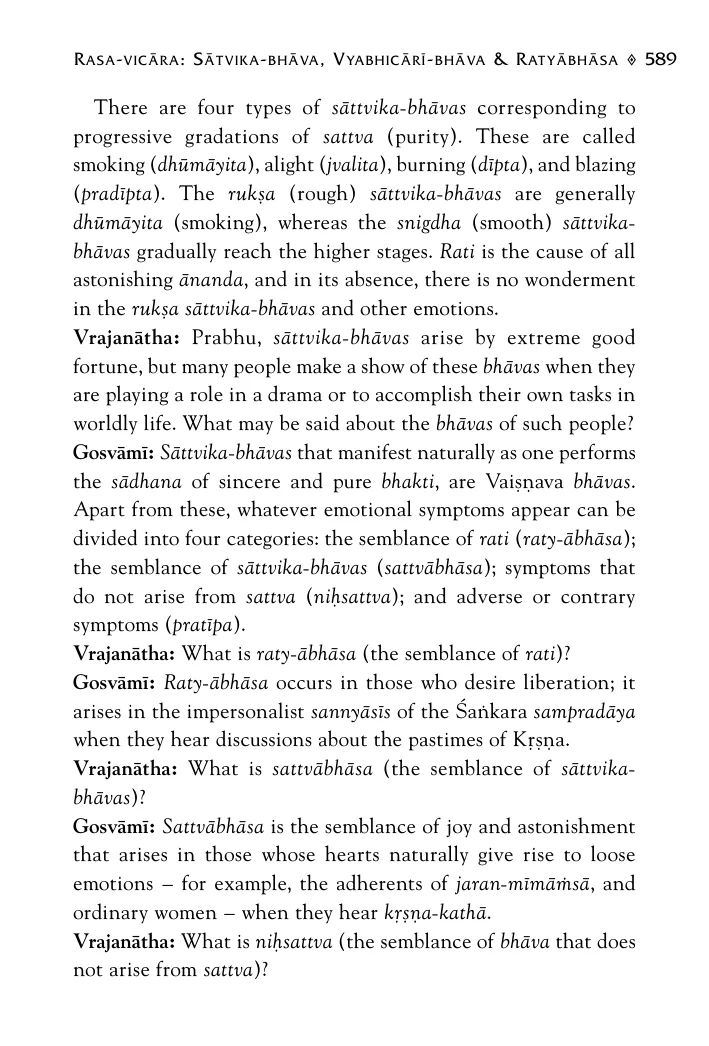 RASA-VICĀRA: SĀTVIKA-BHĀVA, VYABHICĀRĪ-BHĀVA & RATYĀBHĀSA ◊ 589
There are four types of sāttvika-bhāvas corresponding to
progressive gradations of sattva (purity). These are called
smoking (dhūmāyita), alight (jvalita), burning (dīpta), and blazing
(pradīpta). The rukṣa (rough) sāttvika-bhāvas are generally
dhūmāyita (smoking), whereas the snigdha (smooth) sāttvika-
bhāvas gradually reach the higher stages. Rati is the cause of all
astonishing ānanda, and in its absence, there is no wonderment
in the rukṣa sāttvika-bhāvas and other emotions.
Vrajanātha: Prabhu, sāttvika-bhāvas arise by extreme good
fortune, but many people make a show of these bhāvas when they
are playing a role in a drama or to accomplish their own tasks in
worldly life. What may be said about the bhāvas of such people?
Gosvāmī: Sāttvika-bhāvas that manifest naturally as one performs
the sādhana of sincere and pure bhakti, are Vaiṣṇava bhāvas.
Apart from these, whatever emotional symptoms appear can be
divided into four categories: the semblance of rati (raty-ābhāsa);
the semblance of sāttvika-bhāvas (sattvābhāsa); symptoms that
do not arise from sattva (niḥsattva); and adverse or contrary
symptoms (pratīpa).
Vrajanātha: What is raty-ābhāsa (the semblance of rati)?
Gosvāmī: Raty-ābhāsa occurs in those who desire liberation; it
arises in the impersonalist sannyāsīs of the Śaṅkara sampradāya
when they hear discussions about the pastimes of Kṛṣṇa.
Vrajanātha: What is sattvābhāsa (the semblance of sāttvika-
bhāvas)?
Gosvāmī: Sattvābhāsa is the semblance of joy and astonishment
that arises in those whose hearts naturally give rise to loose
emotions – for example, the adherents of jaran-mīmāṁsā, and
ordinary women – when they hear kṛṣṇa-kathā.
Vrajanātha: What is niḥsattva (the semblance of bhāva that does
not arise from sattva)?